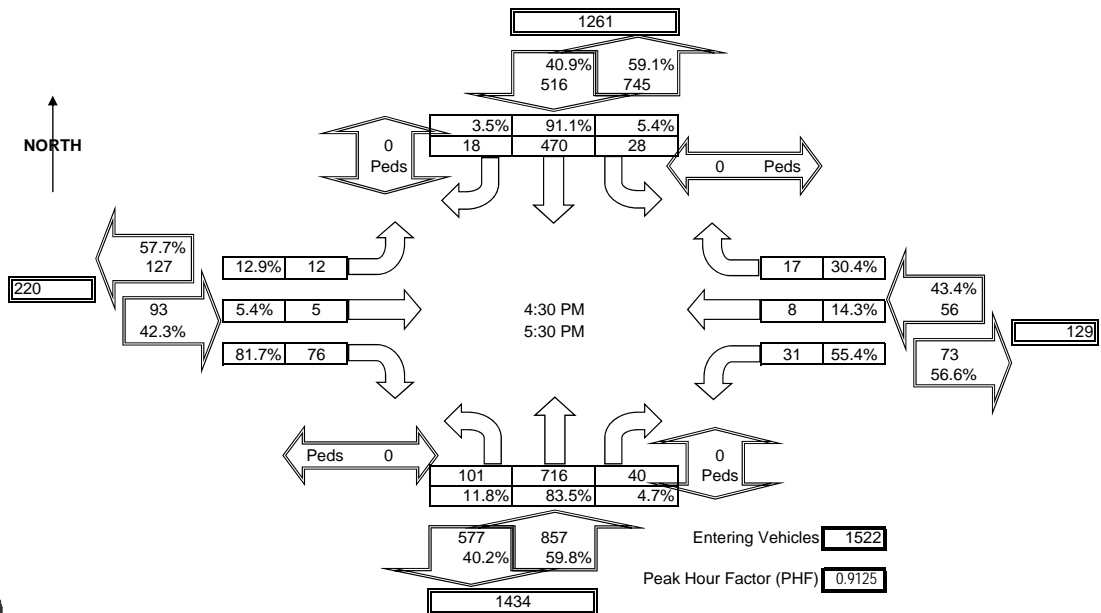 1261
40.9% 59.1%
516 745
3.5% 91.1% 5.4%
18 470 28
NORTH
0
Peds
0 Peds
57.7%
127
220
93
42.3%
12.9% 12
5.4% 5
81.7% 76
4:30 PM
5:30 PM
17 30.4%
8 14.3%
31 55.4%
43.4%
56
129
73
56.6%
Peds 0
0
Peds
101 716 40
11.8% 83.5% 4.7%
577 857
40.2% 59.8%
1434
Entering Vehicles 1522
Peak Hour Factor (PHF) 0.9125